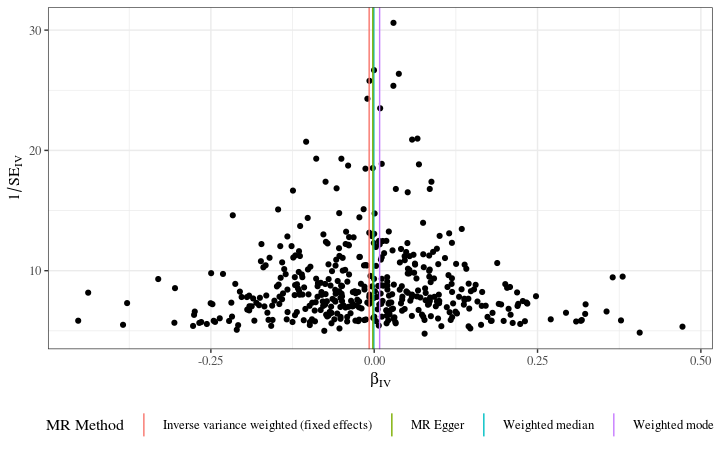 30
20
10
1/SE_IV
-0.25
0.00
0.25
0.50
β_IV
MR Method
Inverse variance weighted (fixed effects)
MR Egger
Weighted median
Weighted mode